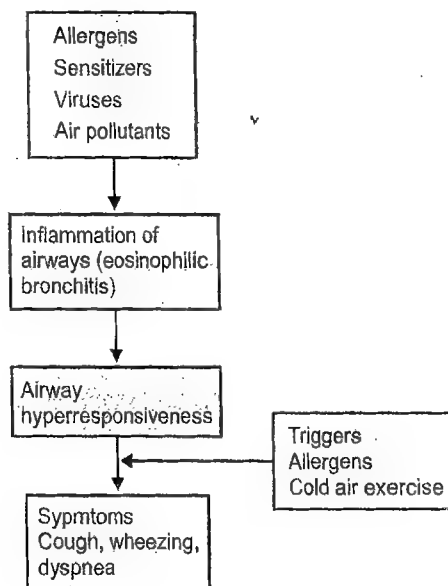 Allergens
Sensitizers
Viruses
Air pollutants
Inflammation of
airways (eosinophilic
bronchitis)
Airway
hyperresponsiveness
Triggers
Allergens
Cold air exercise
Sypmtoms
Cough, wheezing,
dyspnea